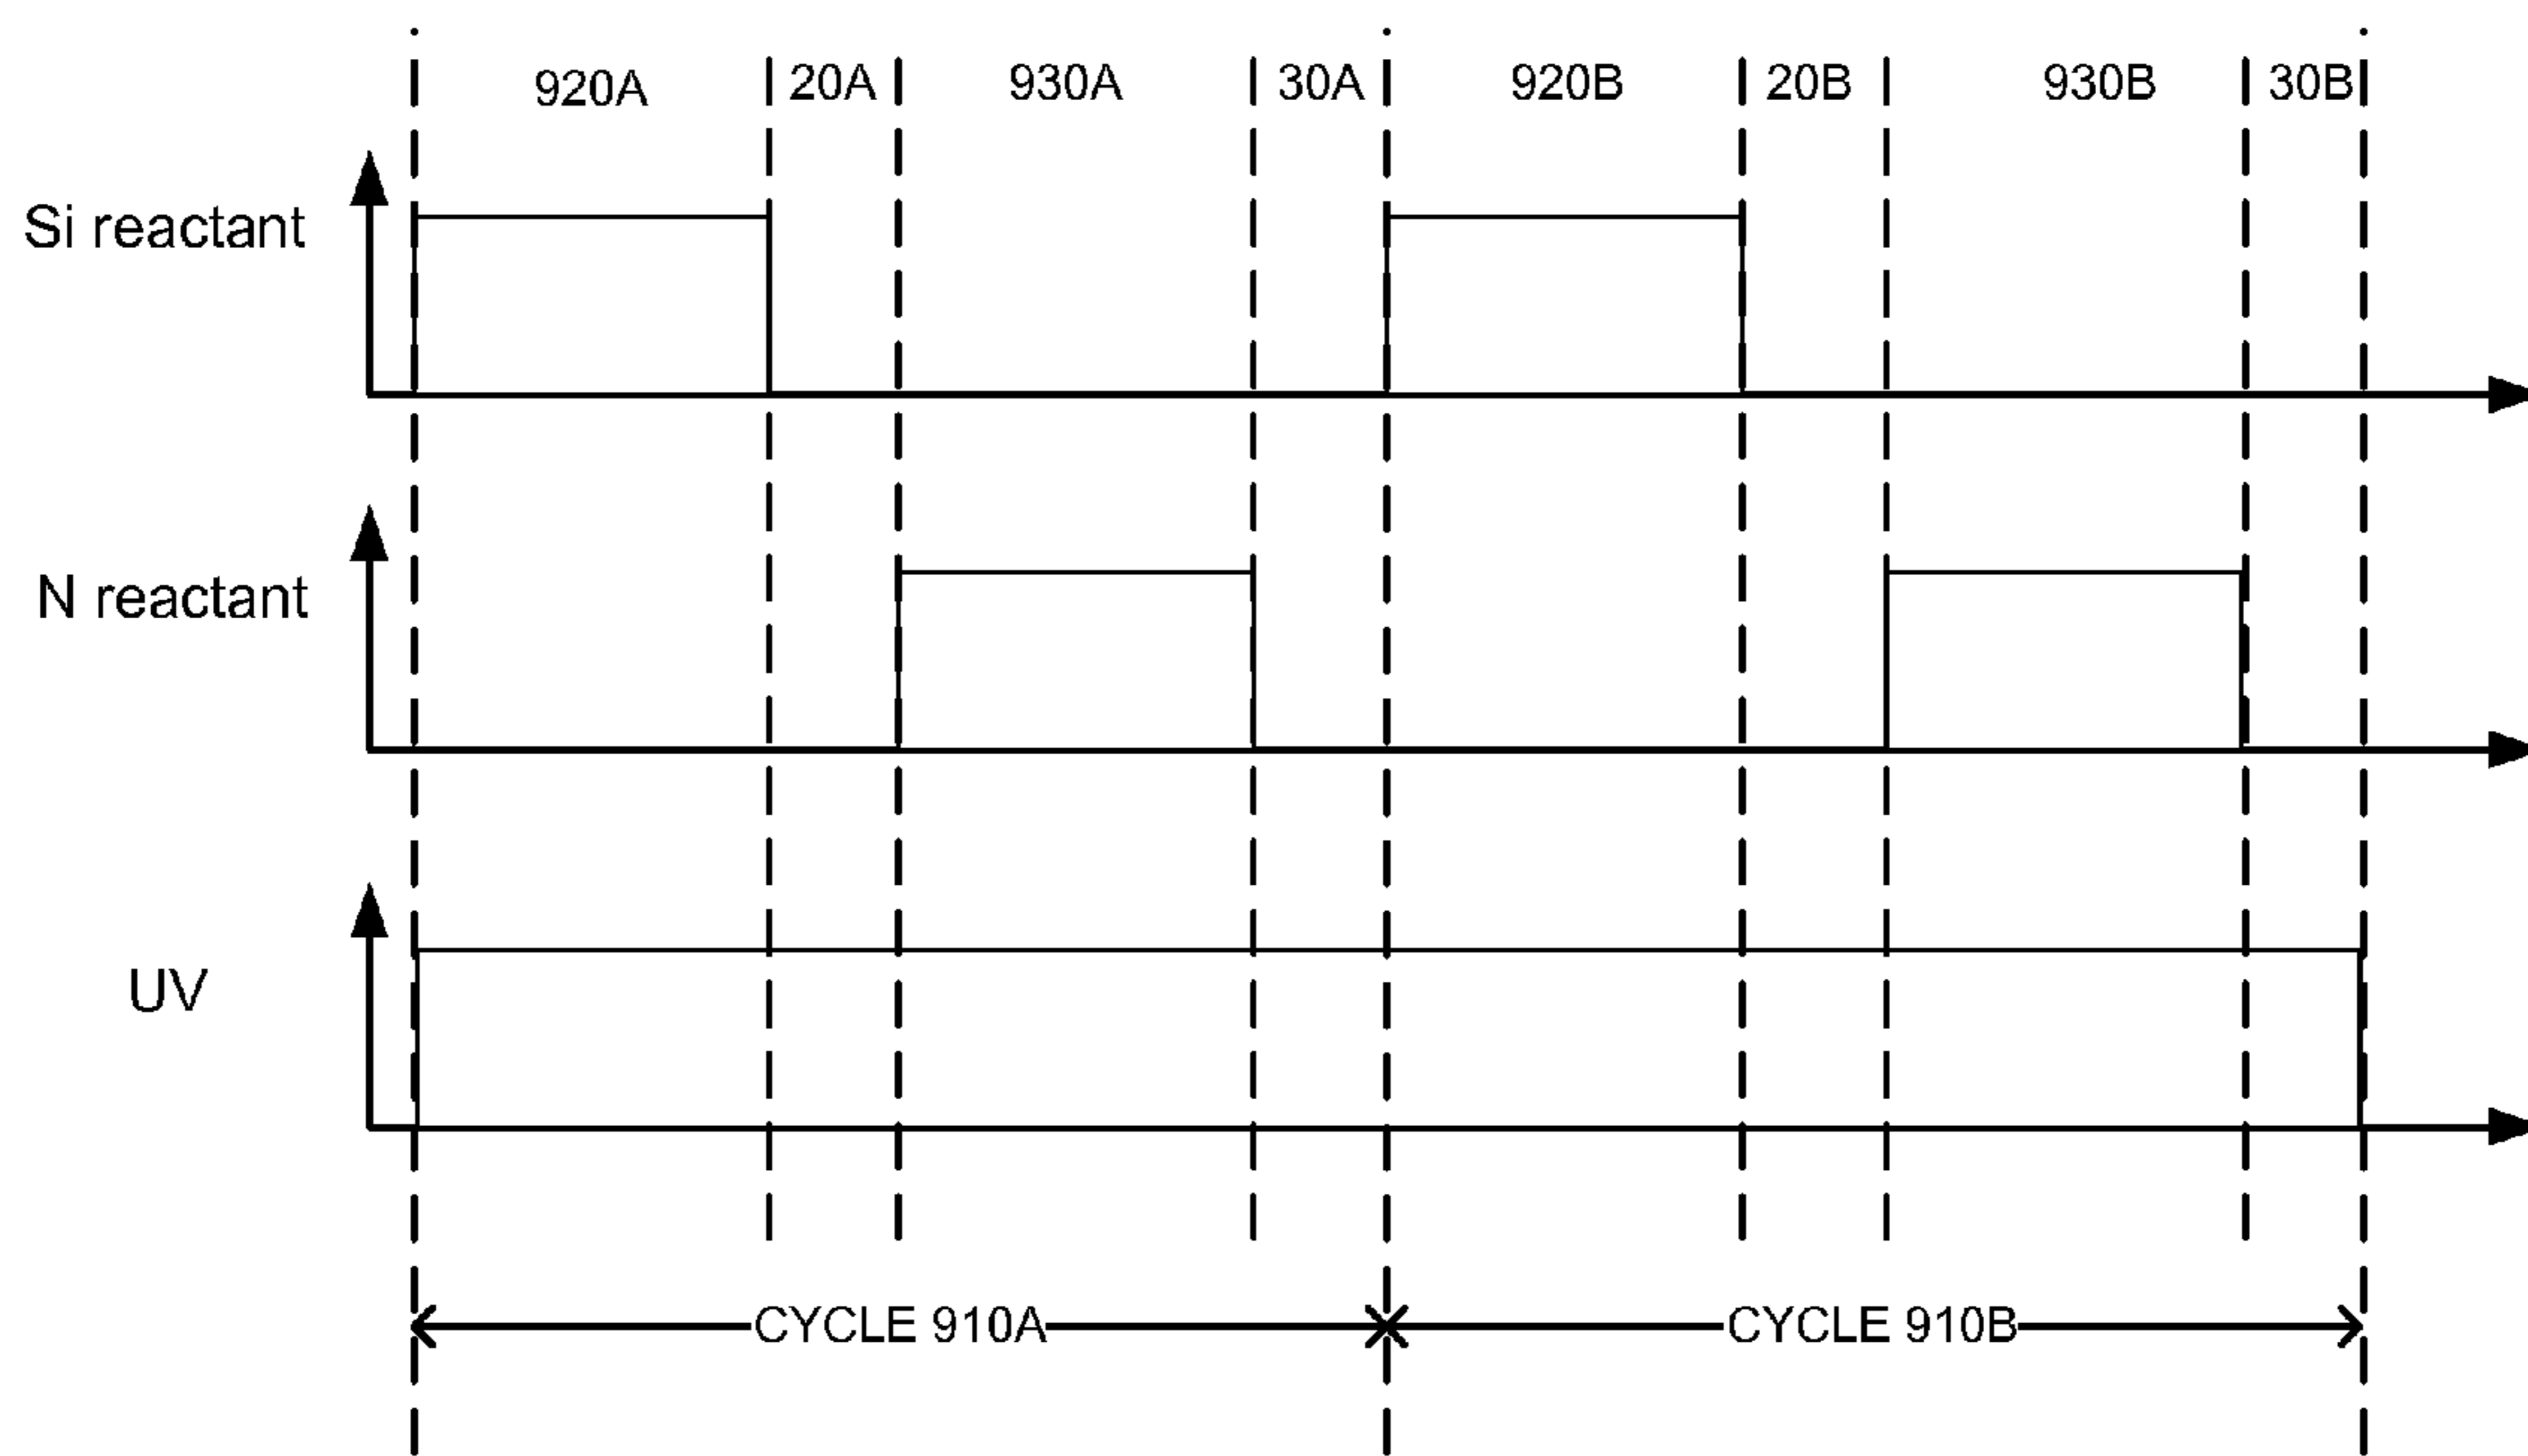 920A 20A 930A 30A 920B 20B 930B 30B
Si reactant
N reactant
UV
CYCLE 910A CYCLE 910B